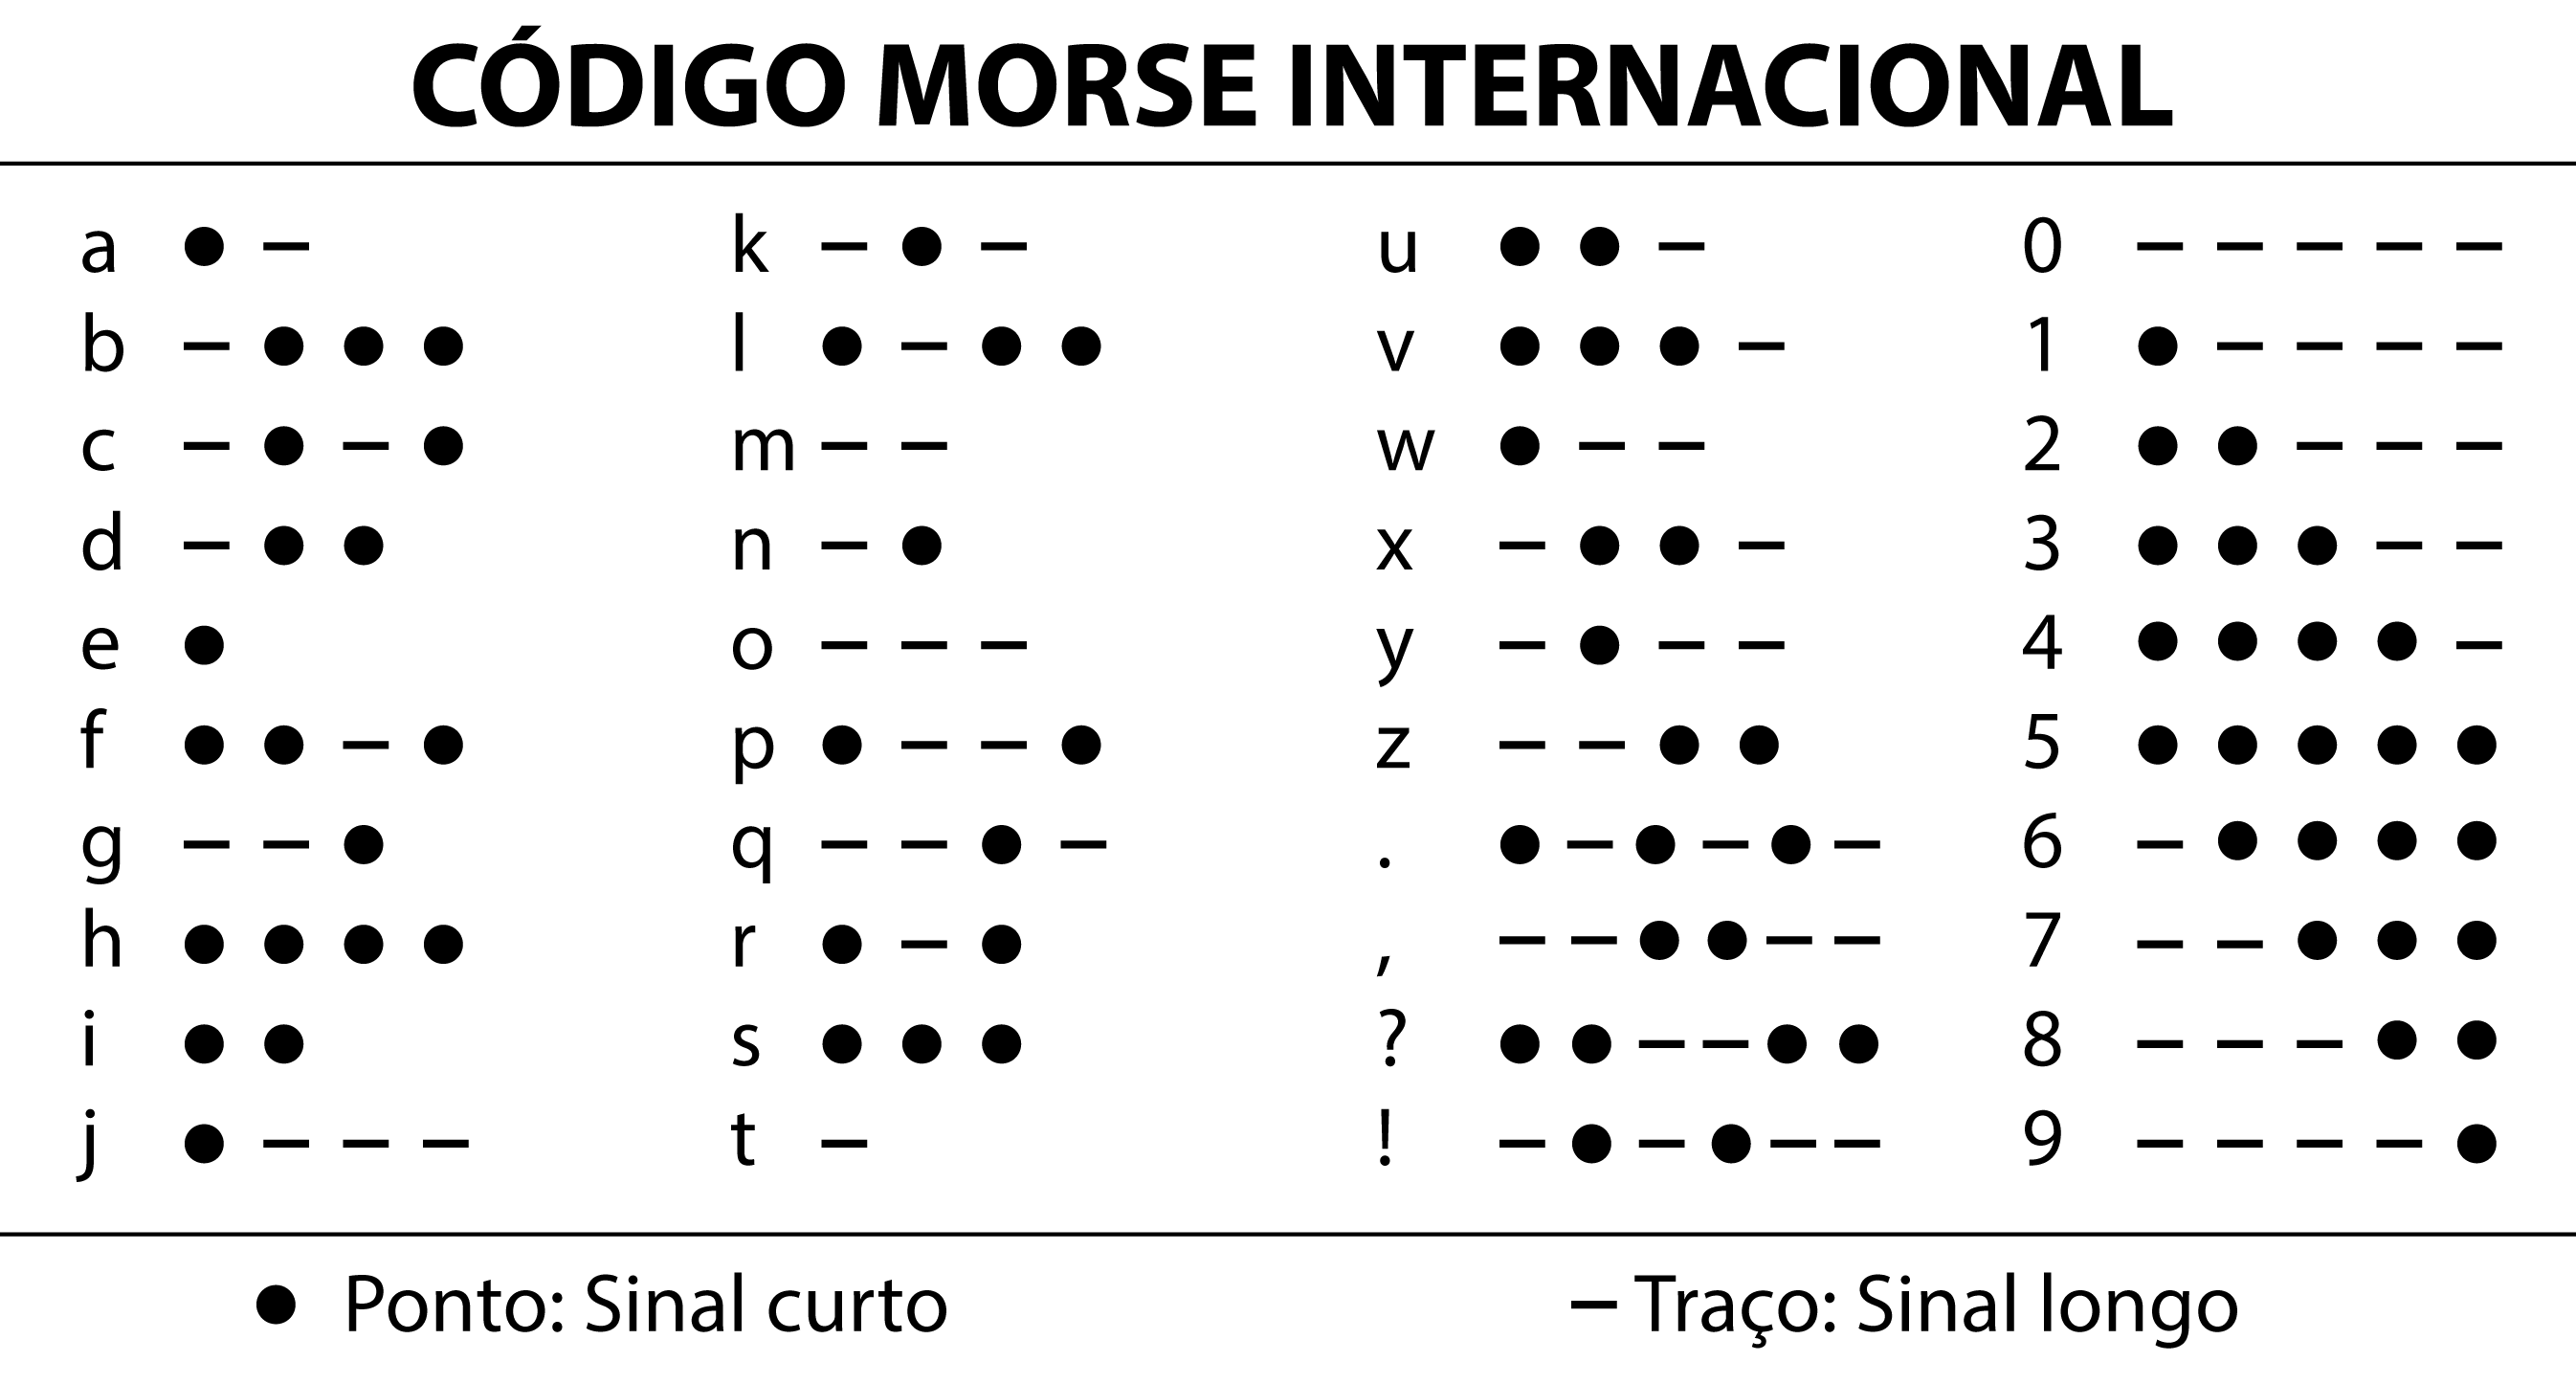 CÓDIGO MORSE INTERNACIONAL
a ● – k – ● – u ● ● – 0 – – – – –
b – ● ● ● l ● – ● ● v ● ● ● – 1 ● – – – –
c – ● – ● m – – w ● – – 2 ● ● – – –
d – ● ● n – ● x – ● ● – 3 ● ● ● – –
e ● o – – – y – ● – – 4 ● ● ● ● –
f ● ● – ● p ● – – ● z – – ● ● 5 ● ● ● ● ●
g – – ● q – – ● – . ● – ● – ● – 6 – ● ● ● ●
h ● ● ● ● r ● – ● , – – ● ● – – 7 – – ● ● ●
i ● ● s ● ● ● ? ● ● – – ● ● 8 – – – ● ●
j ● – – – t – ! – ● – ● – – 9 – – – – ●
● Ponto: Sinal curto – Traço: Sinal longo